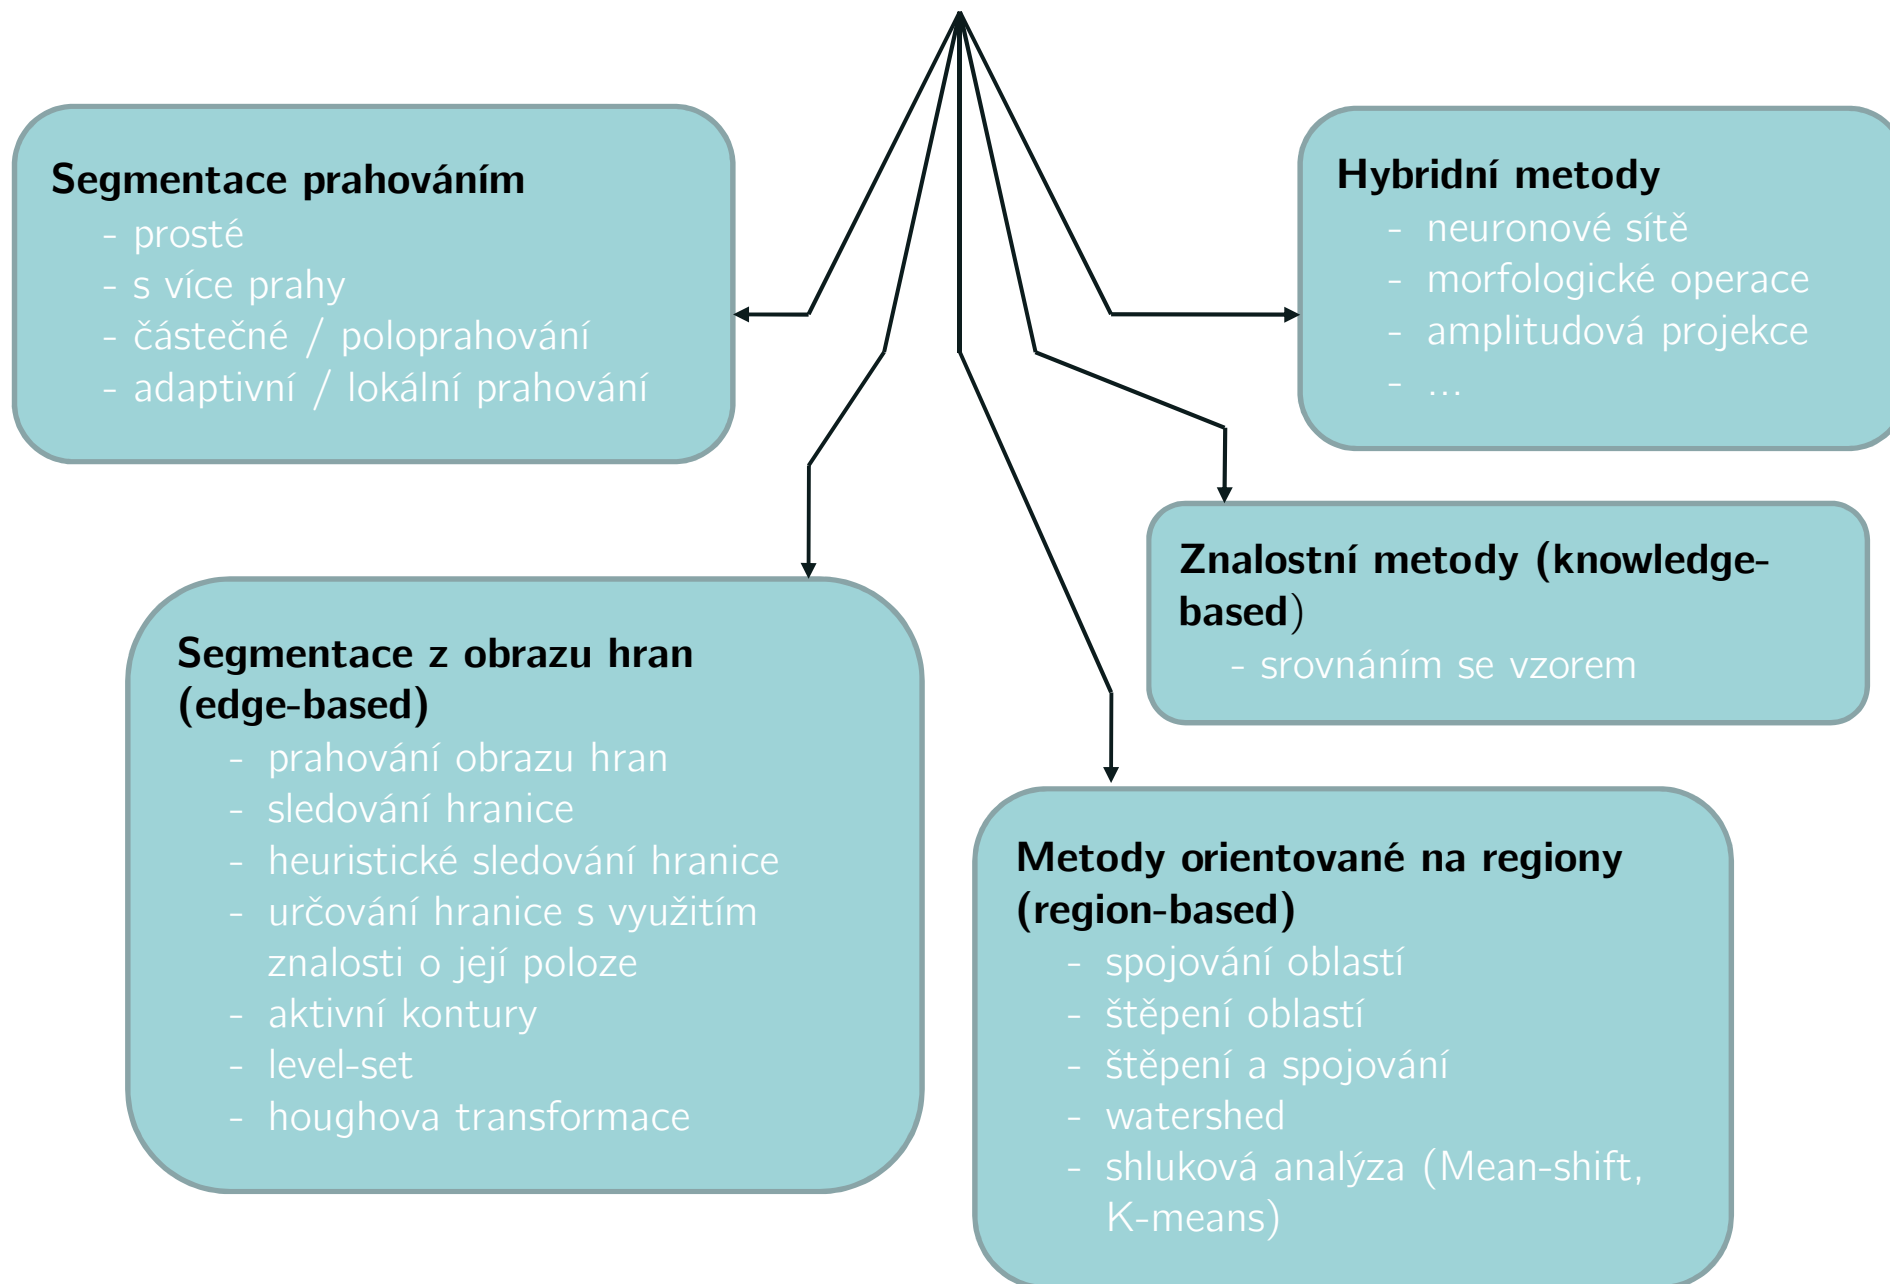 Segmentace prahováním
- prosté
- s více prahy
- částečné / poloprahování
- adaptivní / lokální prahování
Hybridní metody
- neuronové sítě
- morfologické operace
- amplitudová projekce
- ...
Znalostní metody (knowledge-
based)
- srovnáním se vzorem
Segmentace z obrazu hran
(edge-based)
- prahování obrazu hran
- sledování hranice
- heuristické sledování hranice
- určování hranice s využitím
znalosti o její poloze
- aktivní kontury
- level-set
- houghova transformace
Metody orientované na regiony
(region-based)
- spojování oblastí
- štěpení oblastí
- štěpení a spojování
- watershed
- shluková analýza (Mean-shift,
K-means)